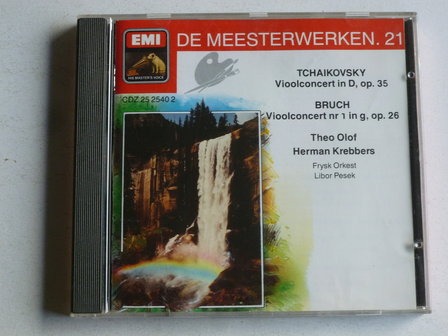 EMI
HIS MASTER'S VOICE
DE MEESTERWERKEN. 21
CDZ 25 2540 2
TCHAIKOVSKY
Vioolconcert in D, op. 35
BRUCH
Vioolconcert nr 1 in g, op. 26
Theo Olof
Herman Krebbers
Frysk Orkest
Libor Pesek